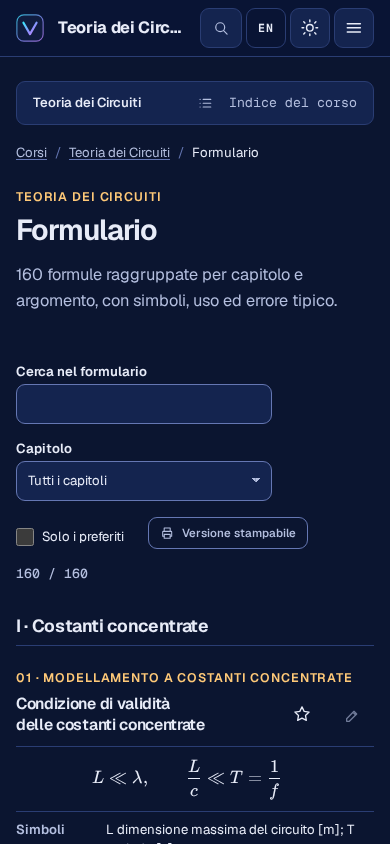 Teoria dei Circ...
EN
Teoria dei Circuiti
Indice del corso
Corsi / Teoria dei Circuiti / Formulario
TEORIA DEI CIRCUITI
Formulario
160 formule raggruppate per capitolo e
argomento, con simboli, uso ed errore tipico.
Cerca nel formulario
Capitolo
Tutti i capitoli
Solo i preferiti
Versione stampabile
160 / 160
I · Costanti concentrate
01 · MODELLAMENTO A COSTANTI CONCENTRATE
Condizione di validità
delle costanti concentrate
L ≪ λ, L/c ≪ T = 1/f
Simboli L dimensione massima del circuito [m]; T